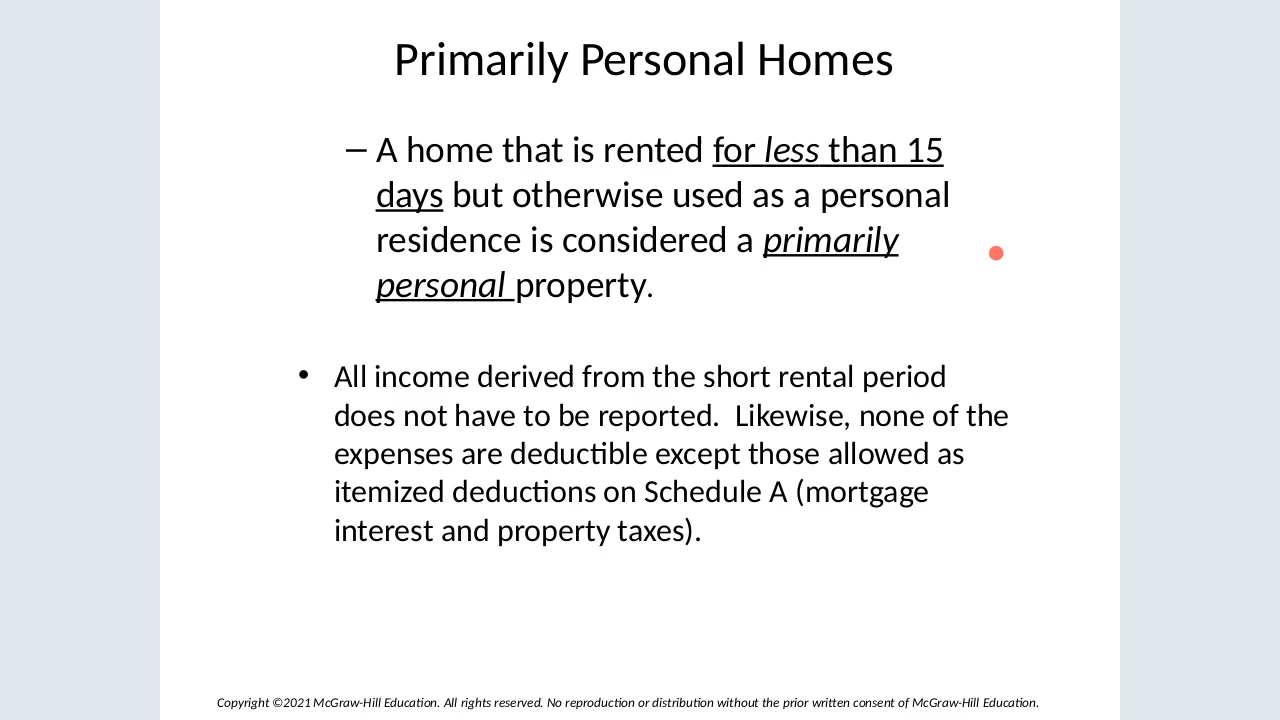 Primarily Personal Homes
– A home that is rented for less than 15
days but otherwise used as a personal
residence is considered a primarily
personal property.
• All income derived from the short rental period
does not have to be reported.  Likewise, none of the
expenses are deductible except those allowed as
itemized deductions on Schedule A (mortgage
interest and property taxes).
Copyright ©2021 McGraw-Hill Education. All rights reserved. No reproduction or distribution without the prior written consent of McGraw-Hill Education.